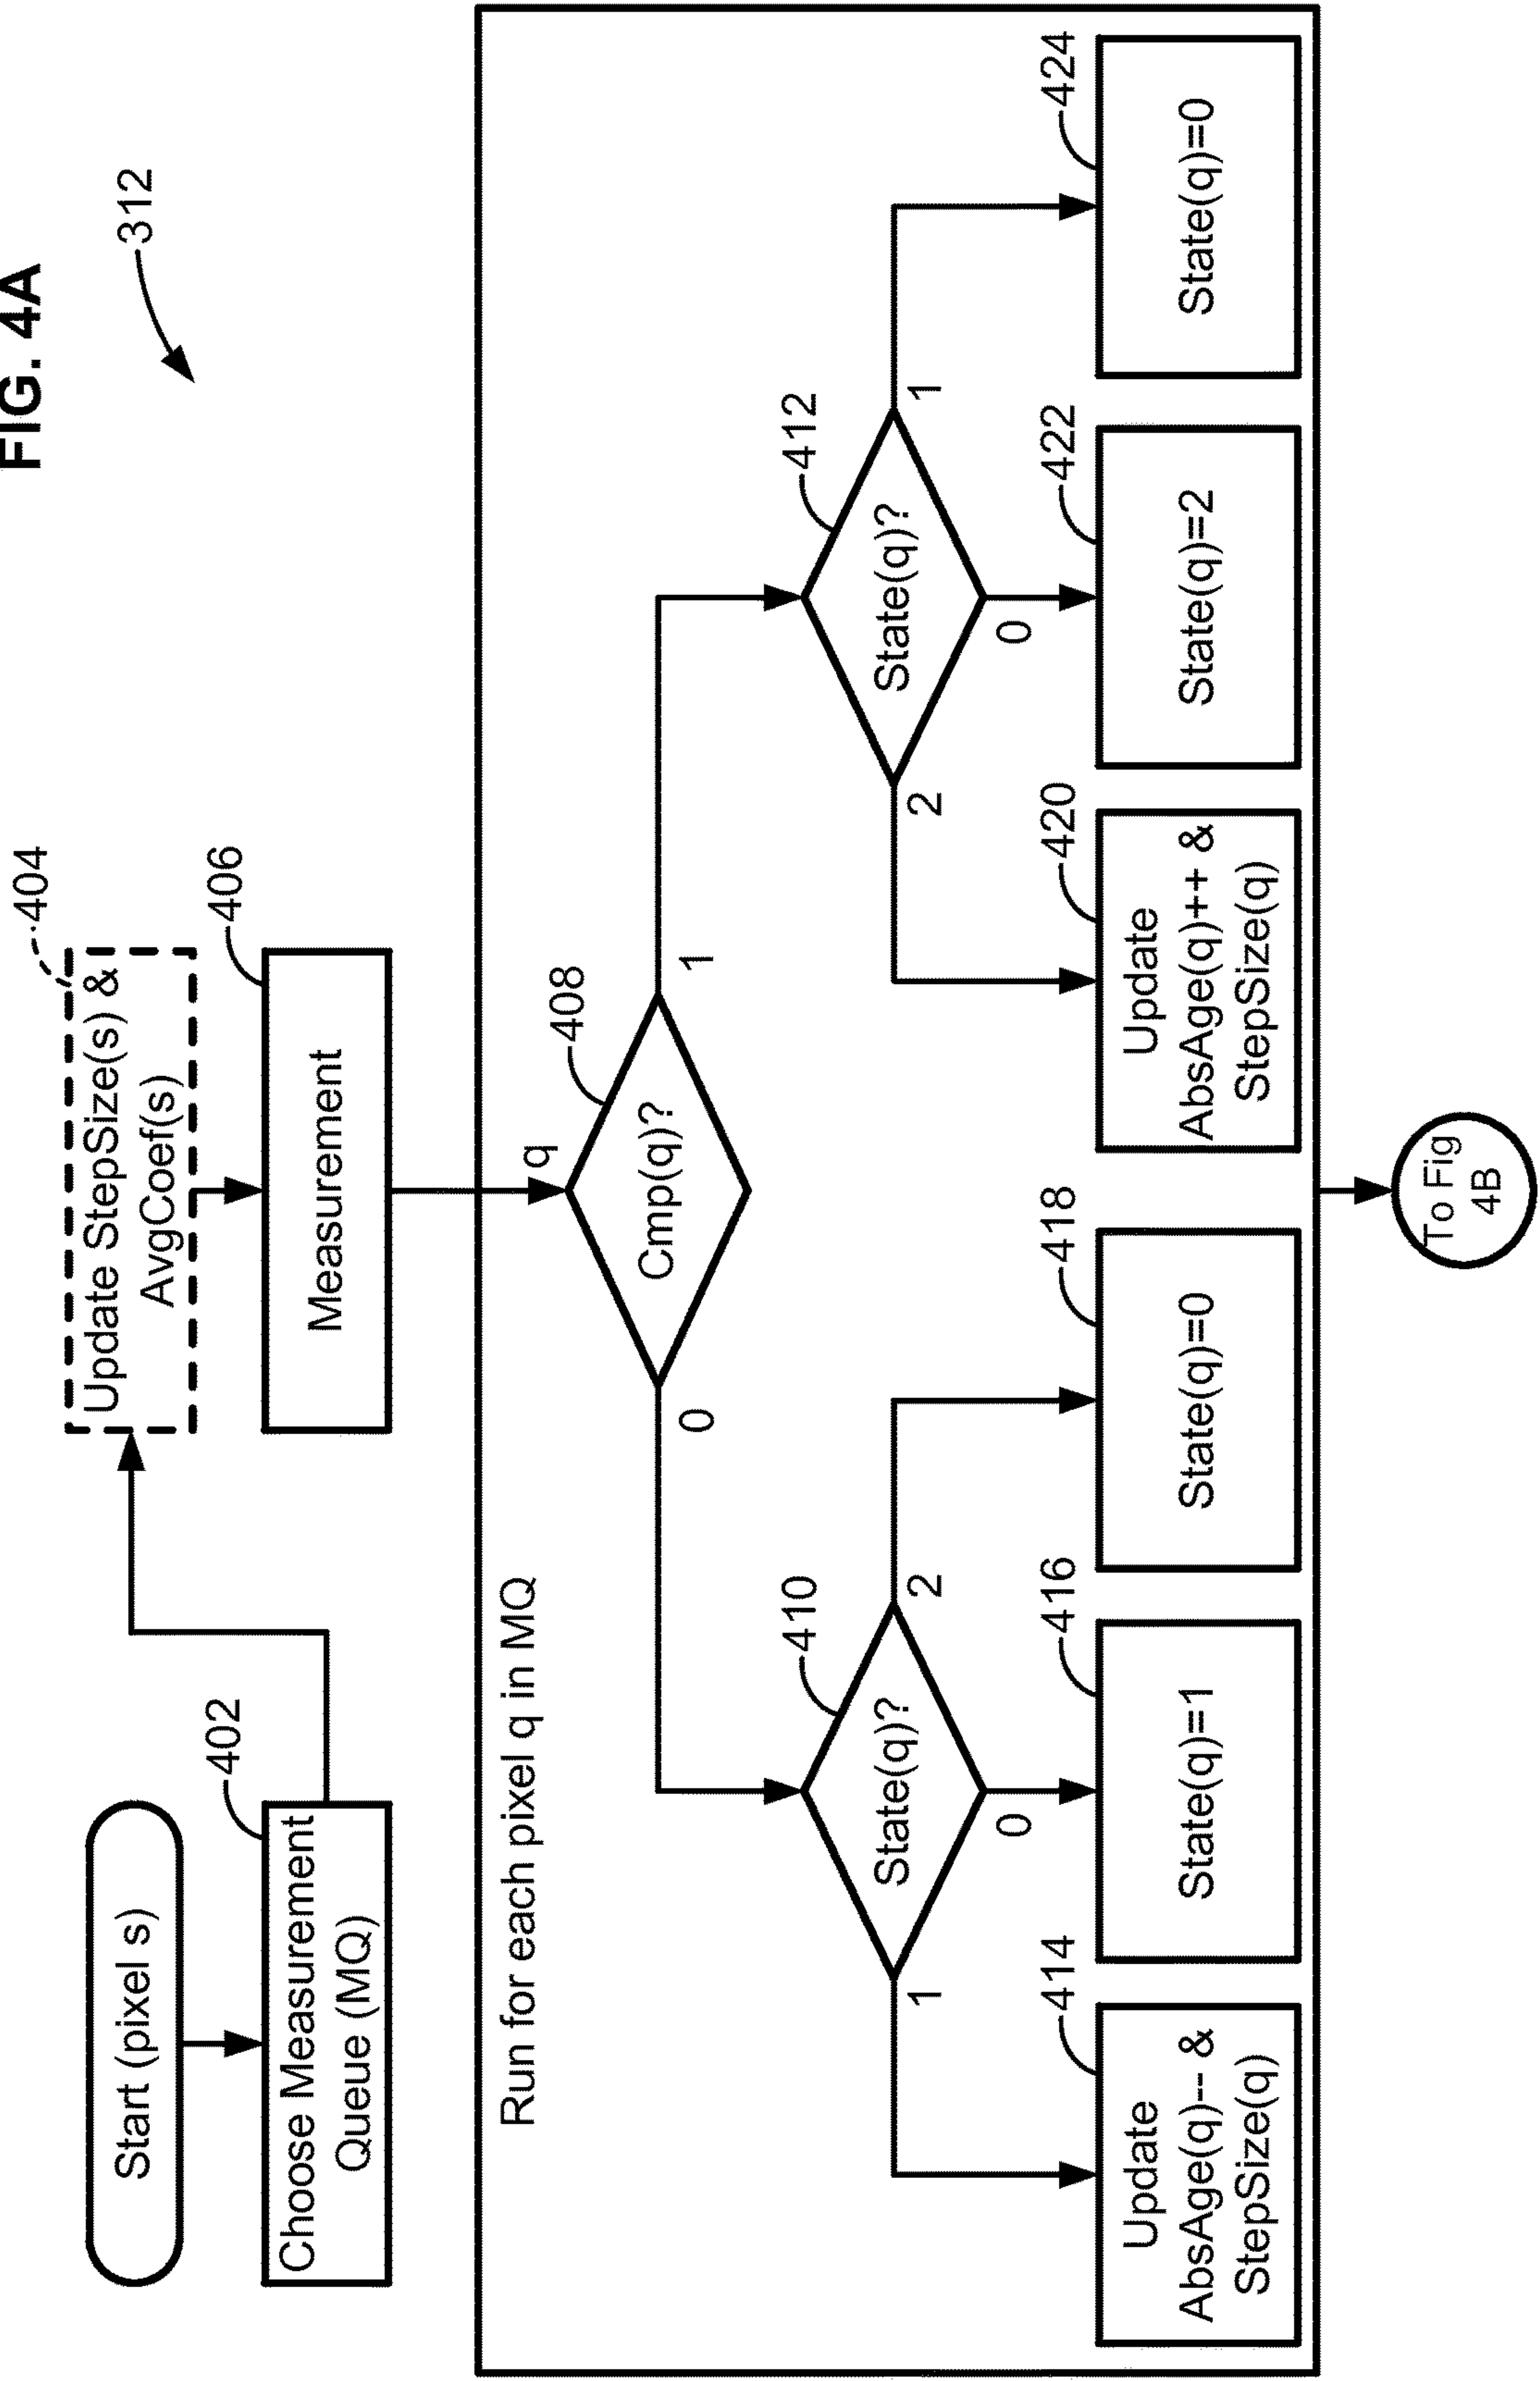 FIG. 4A
312
Start (pixel s)
402
Choose Measurement
Queue (MQ)
404
Update StepSize(s) &
AvgCoef(s)
406
Measurement
Run for each pixel q in MQ
q
408
Cmp(q)?
0
1
410
State(q)?
1
0
2
412
State(q)?
2
0
1
414
Update
AbsAge(q)-- &
StepSize(q)
416
State(q)=1
418
State(q)=0
420
Update
AbsAge(q)++ &
StepSize(q)
422
State(q)=2
424
State(q)=0
To Fig
4B